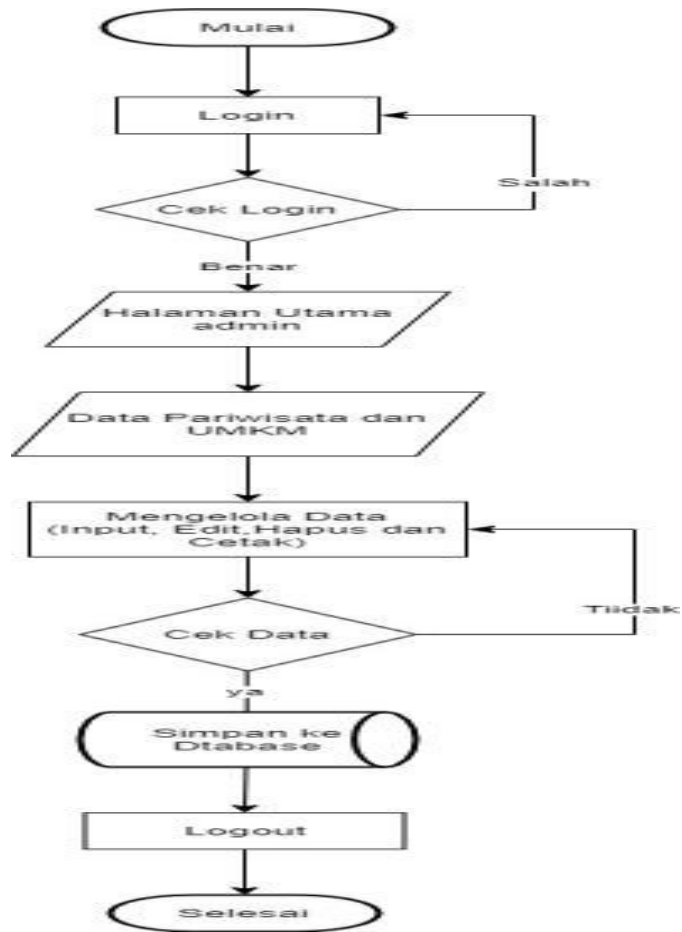 Mulai
Login
Salah
Cek Login
Benar
Halaman Utama
admin
Data Pariwisata dan
UMKM
Mengelola Data
(Input, Edit,Hapus dan
Cetak)
Tiidak
Cek Data
ya
Simpan ke
Dtabase
Logout
Selesai